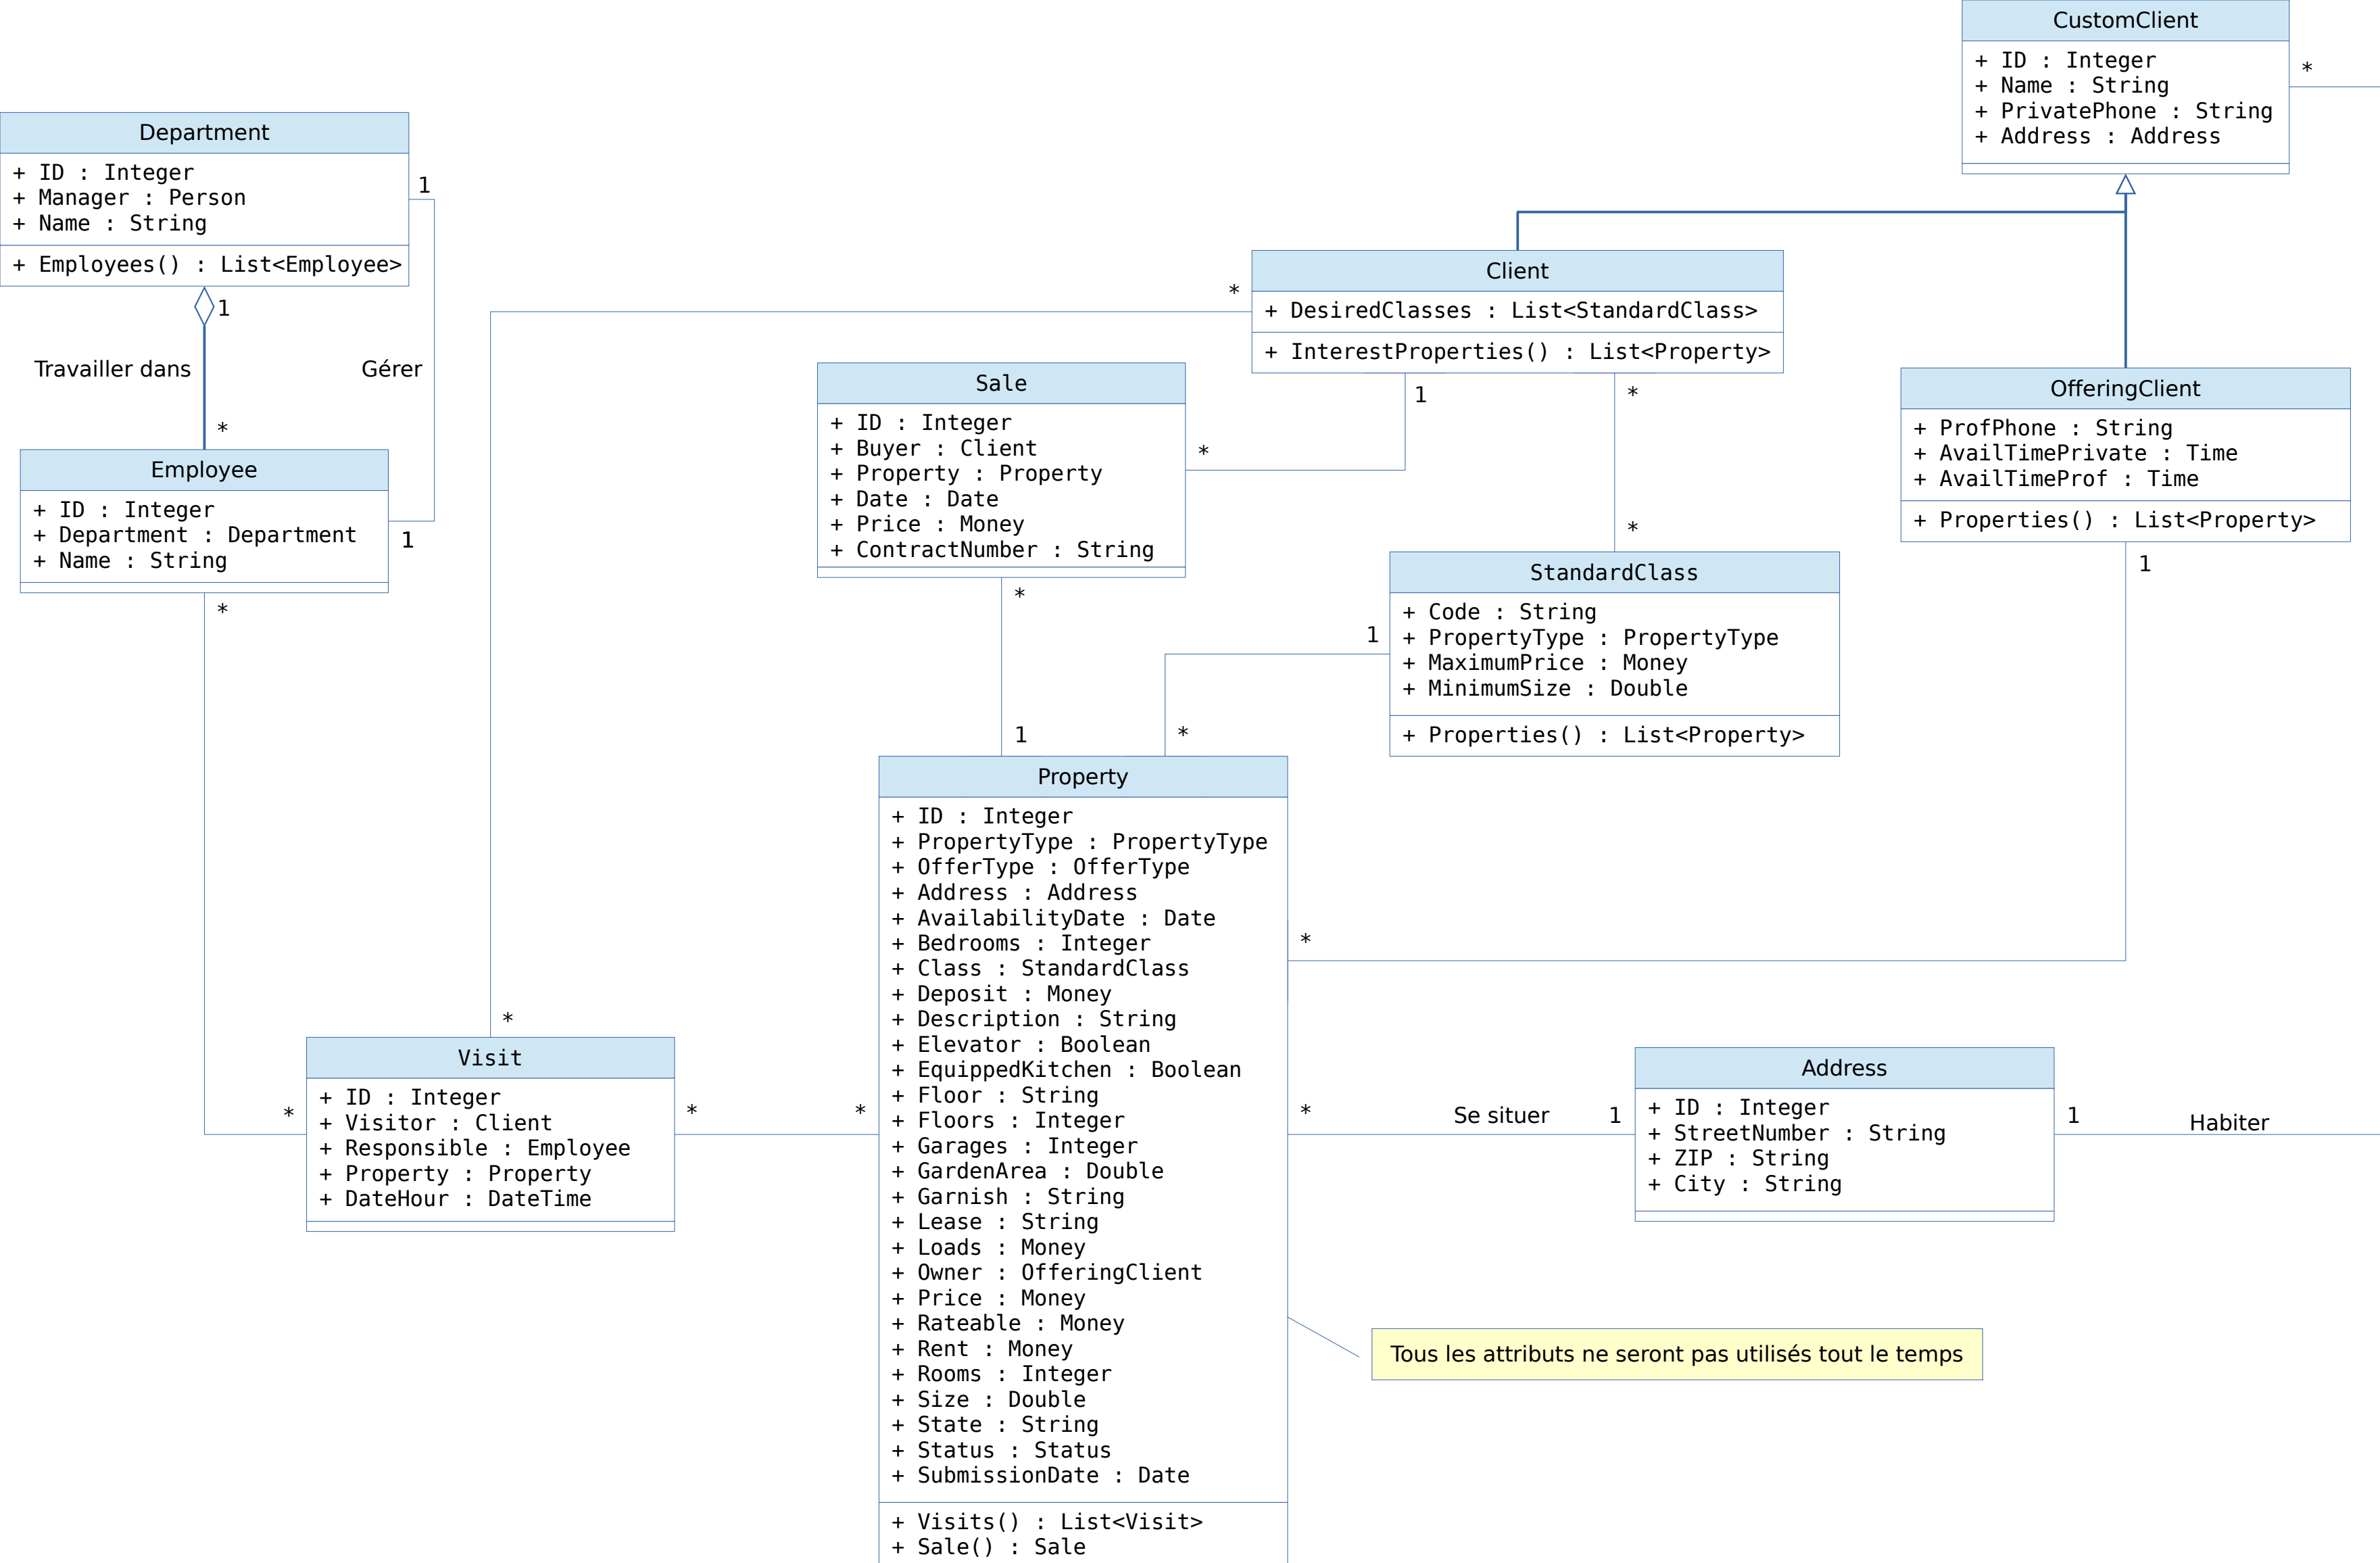 CustomClient
+ ID : Integer
+ Name : String
+ PrivatePhone : String
+ Address : Address
*
Department
+ ID : Integer
+ Manager : Person
+ Name : String
+ Employees() : List<Employee>
1
1
Travailler dans
Gérer
*
Employee
+ ID : Integer
+ Department : Department
+ Name : String
1
*
Client
+ DesiredClasses : List<StandardClass>
+ InterestProperties() : List<Property>
*
1
*
Sale
+ ID : Integer
+ Buyer : Client
+ Property : Property
+ Date : Date
+ Price : Money
+ ContractNumber : String
*
*
1
OfferingClient
+ ProfPhone : String
+ AvailTimePrivate : Time
+ AvailTimeProf : Time
+ Properties() : List<Property>
1
*
StandardClass
+ Code : String
+ PropertyType : PropertyType
+ MaximumPrice : Money
+ MinimumSize : Double
+ Properties() : List<Property>
1
*
Property
+ ID : Integer
+ PropertyType : PropertyType
+ OfferType : OfferType
+ Address : Address
+ AvailabilityDate : Date
+ Bedrooms : Integer
+ Class : StandardClass
+ Deposit : Money
+ Description : String
+ Elevator : Boolean
+ EquippedKitchen : Boolean
+ Floor : String
+ Floors : Integer
+ Garages : Integer
+ GardenArea : Double
+ Garnish : String
+ Lease : String
+ Loads : Money
+ Owner : OfferingClient
+ Price : Money
+ Rateable : Money
+ Rent : Money
+ Rooms : Integer
+ Size : Double
+ State : String
+ Status : Status
+ SubmissionDate : Date
+ Visits() : List<Visit>
+ Sale() : Sale
*
*
Visit
+ ID : Integer
+ Visitor : Client
+ Responsible : Employee
+ Property : Property
+ DateHour : DateTime
*
*
*
*
Se situer
1
Address
+ ID : Integer
+ StreetNumber : String
+ ZIP : String
+ City : String
1
Habiter
Tous les attributs ne seront pas utilisés tout le temps